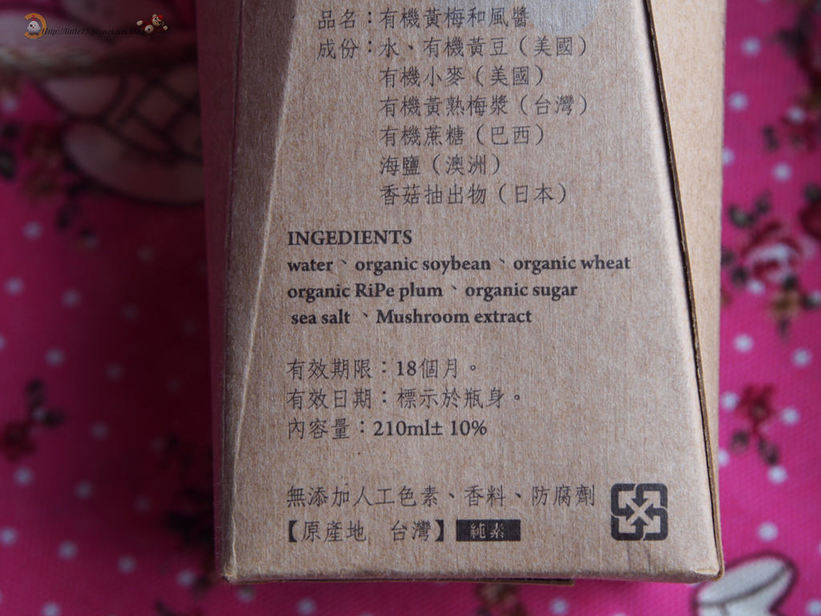 品名：有機黃梅和風醬
成份：水、有機黃豆（美國）
有機小麥（美國）
有機黃熟梅漿（台灣）
有機蔗糖（巴西）
海鹽（澳洲）
香菇抽出物（日本）
INGEDIENTS
water、organic soybean、organic wheat
organic RiPe plum、organic sugar
sea salt 、Mushroom extract
有效期限：18個月。
有效日期：標示於瓶身。
內容量：210ml± 10%
無添加人工色素、香料、防腐劑
【原產地 台灣】 純素